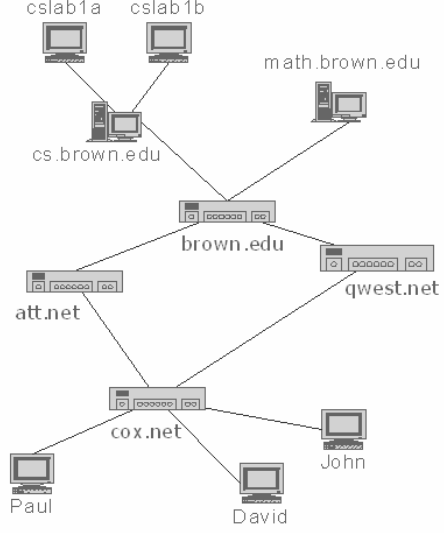 cslab1a
cslab1b
math.brown.edu
cs.brown.edu
brown.edu
att.net
qwest.net
cox.net
John
Paul
David